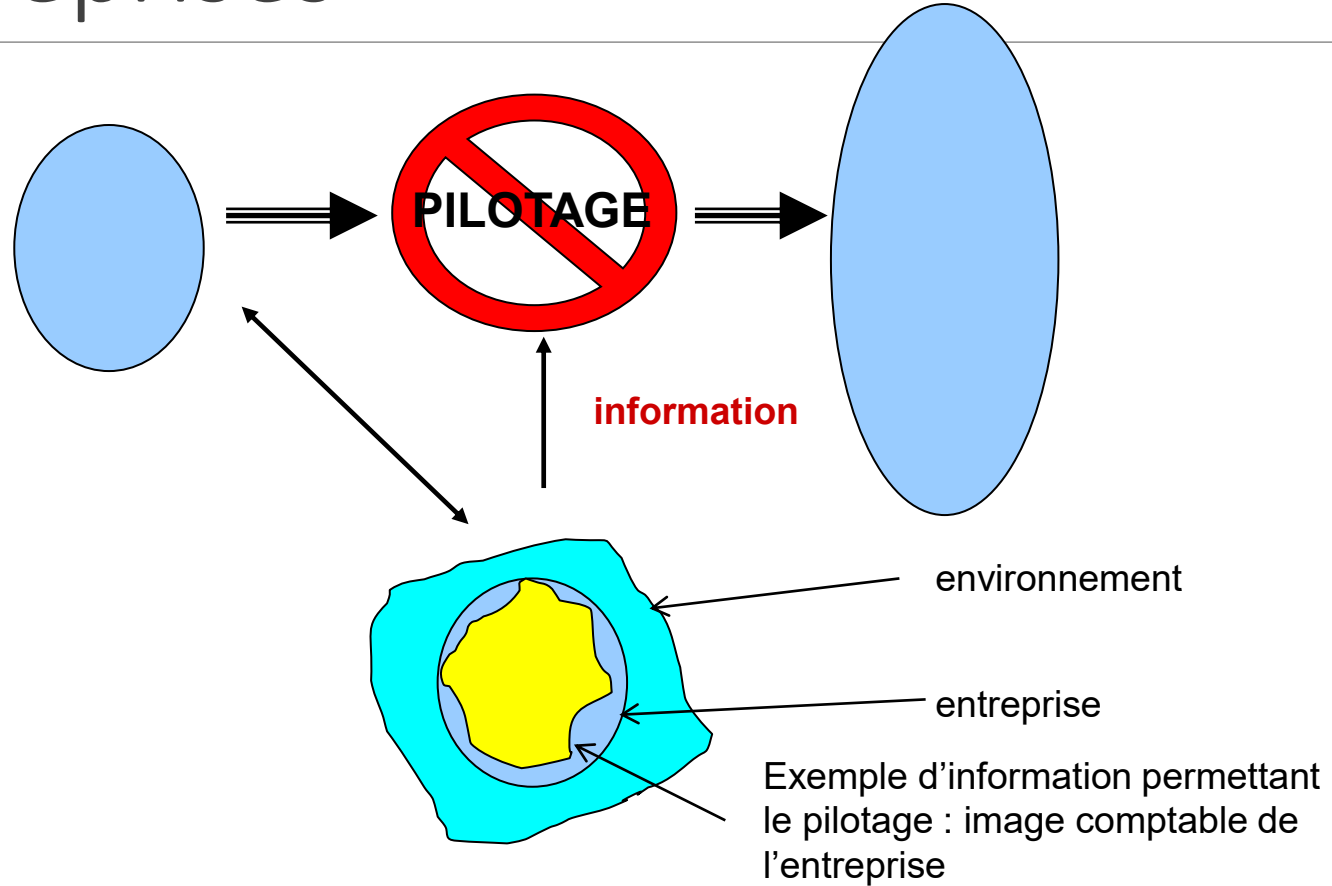 PILOTAGE
information
environnement
entreprise
Exemple d’information permettant
le pilotage : image comptable de
l’entreprise